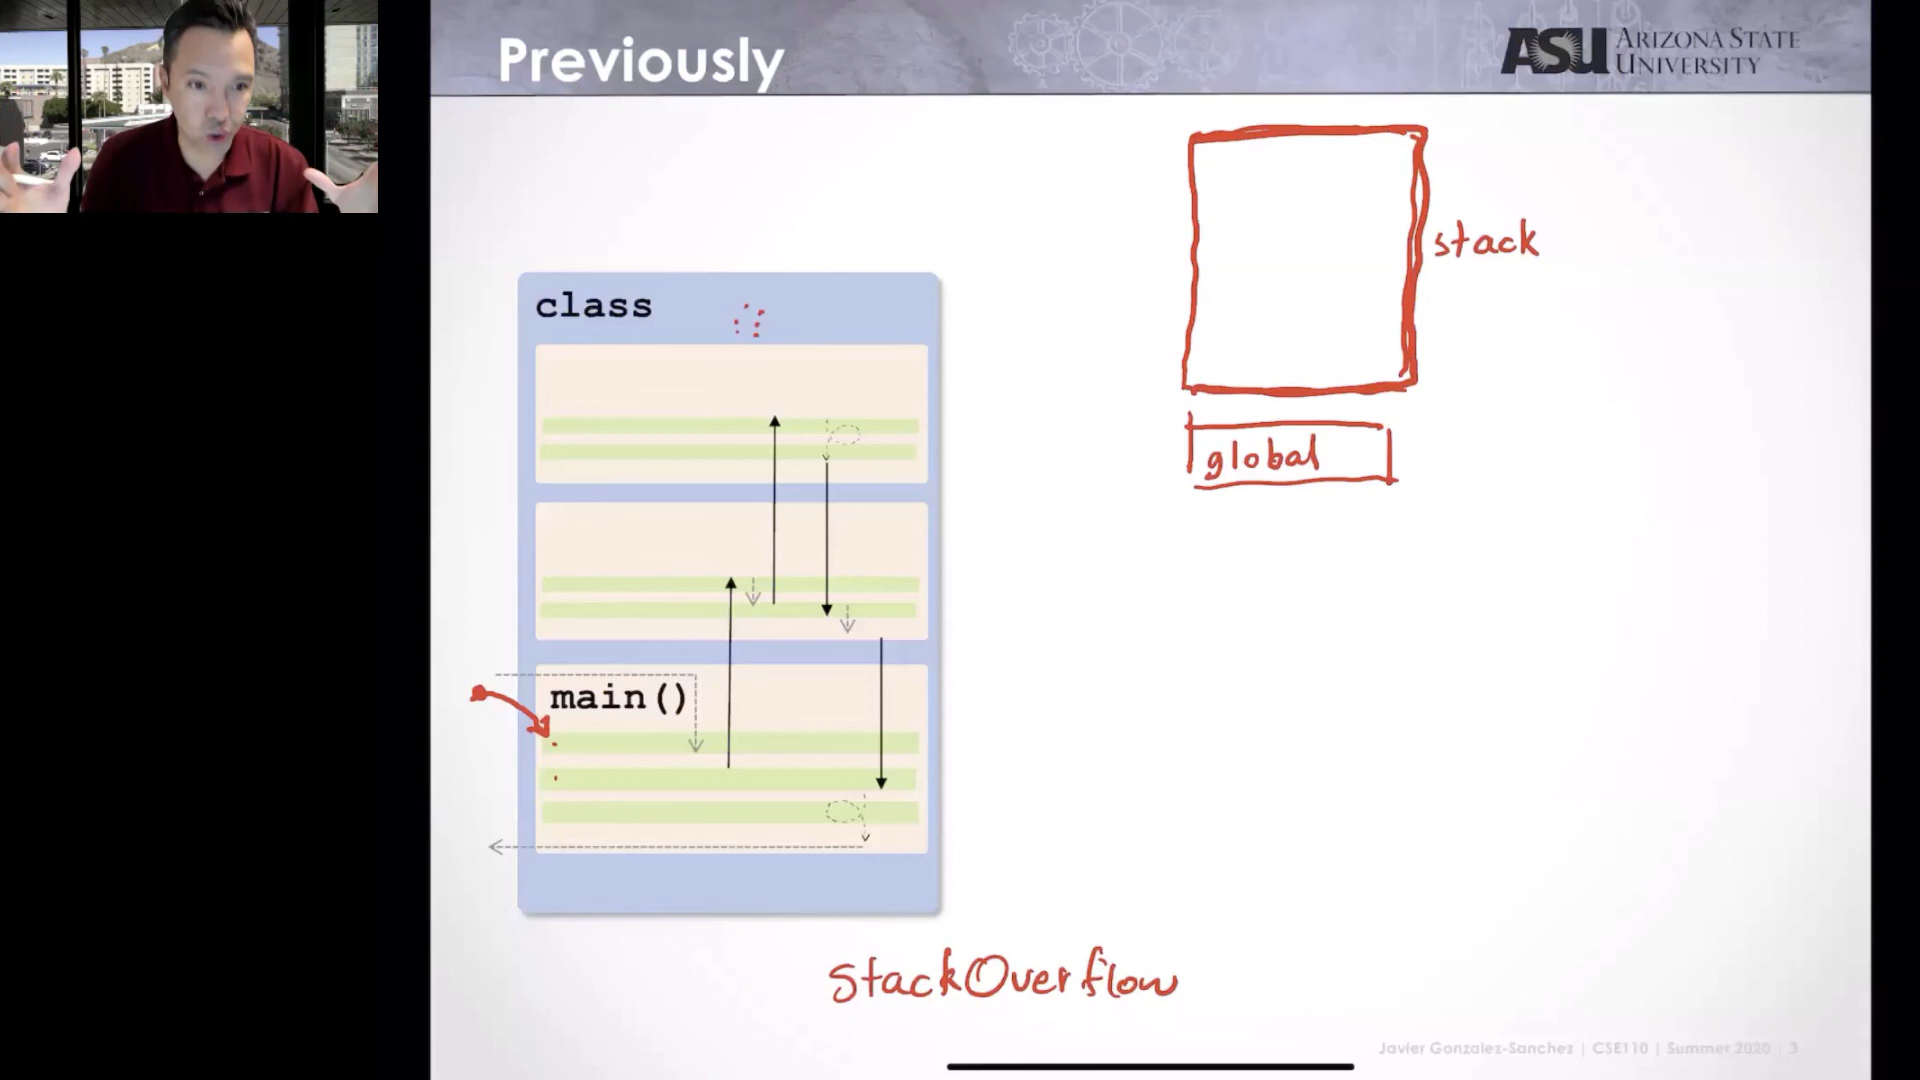 Previously
ASU ARIZONA STATE
UNIVERSITY
stack
class
global
main()
StackOverflow
Javier Gonzalez-Sanchez | CSE110 | Summer 2020 | 3